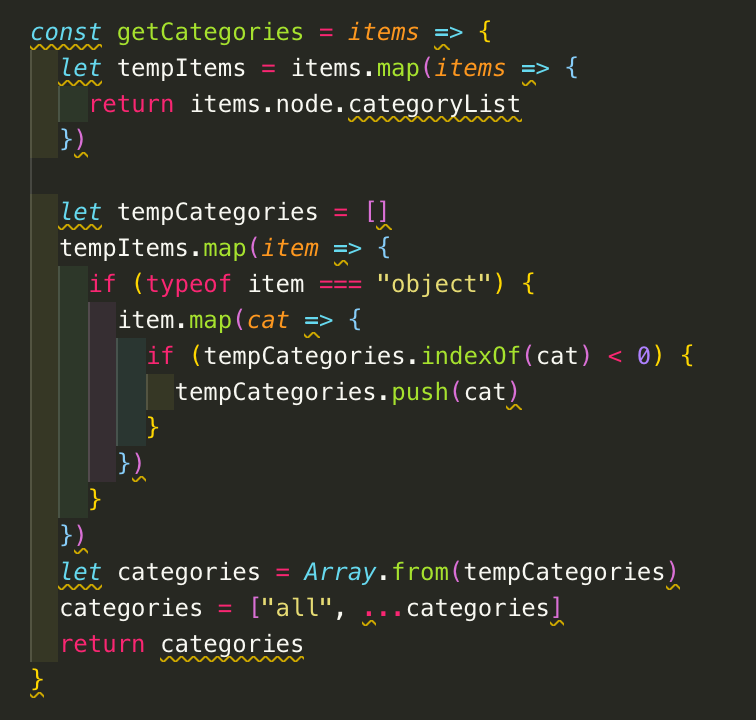 const getCategories = items => {
  let tempItems = items.map(items => {
    return items.node.categoryList
  })

  let tempCategories = []
  tempItems.map(item => {
    if (typeof item === "object") {
      item.map(cat => {
        if (tempCategories.indexOf(cat) < 0) {
          tempCategories.push(cat)
        }
      })
    }
  })
  let categories = Array.from(tempCategories)
  categories = ["all", ...categories]
  return categories
}